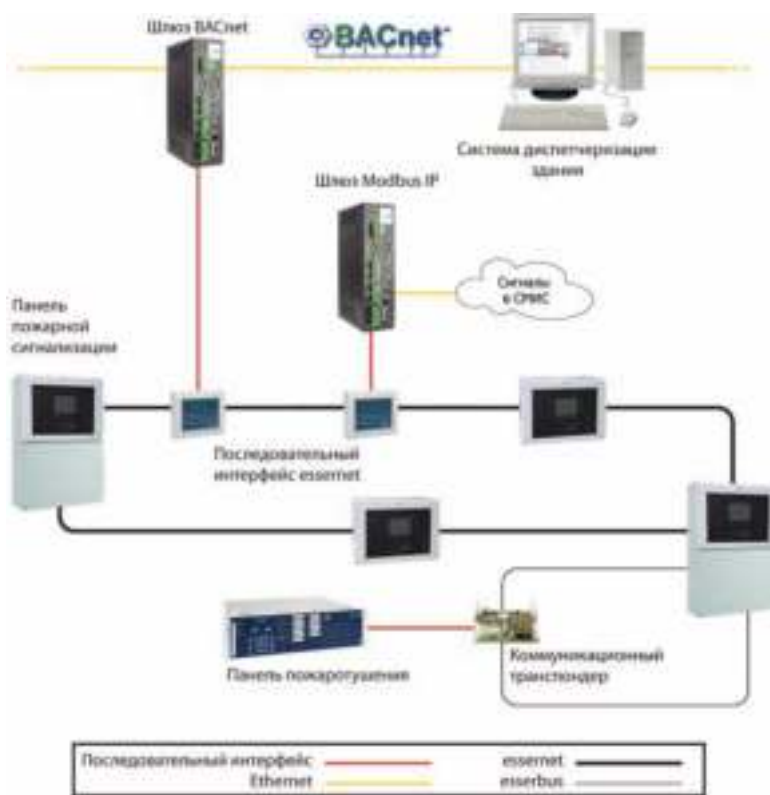 Шлюз BACnet
BACnet
Система диспетчеризации
здания
Шлюз Modbus IP
Сигналы
в СМИС
Панель
пожарной
сигнализации
Последовательный
интерфейс essernet
Панель пожаротушения
Коммуникационный
транспондер
Последовательный интерфейс
essernet
Ethernet
esserbus